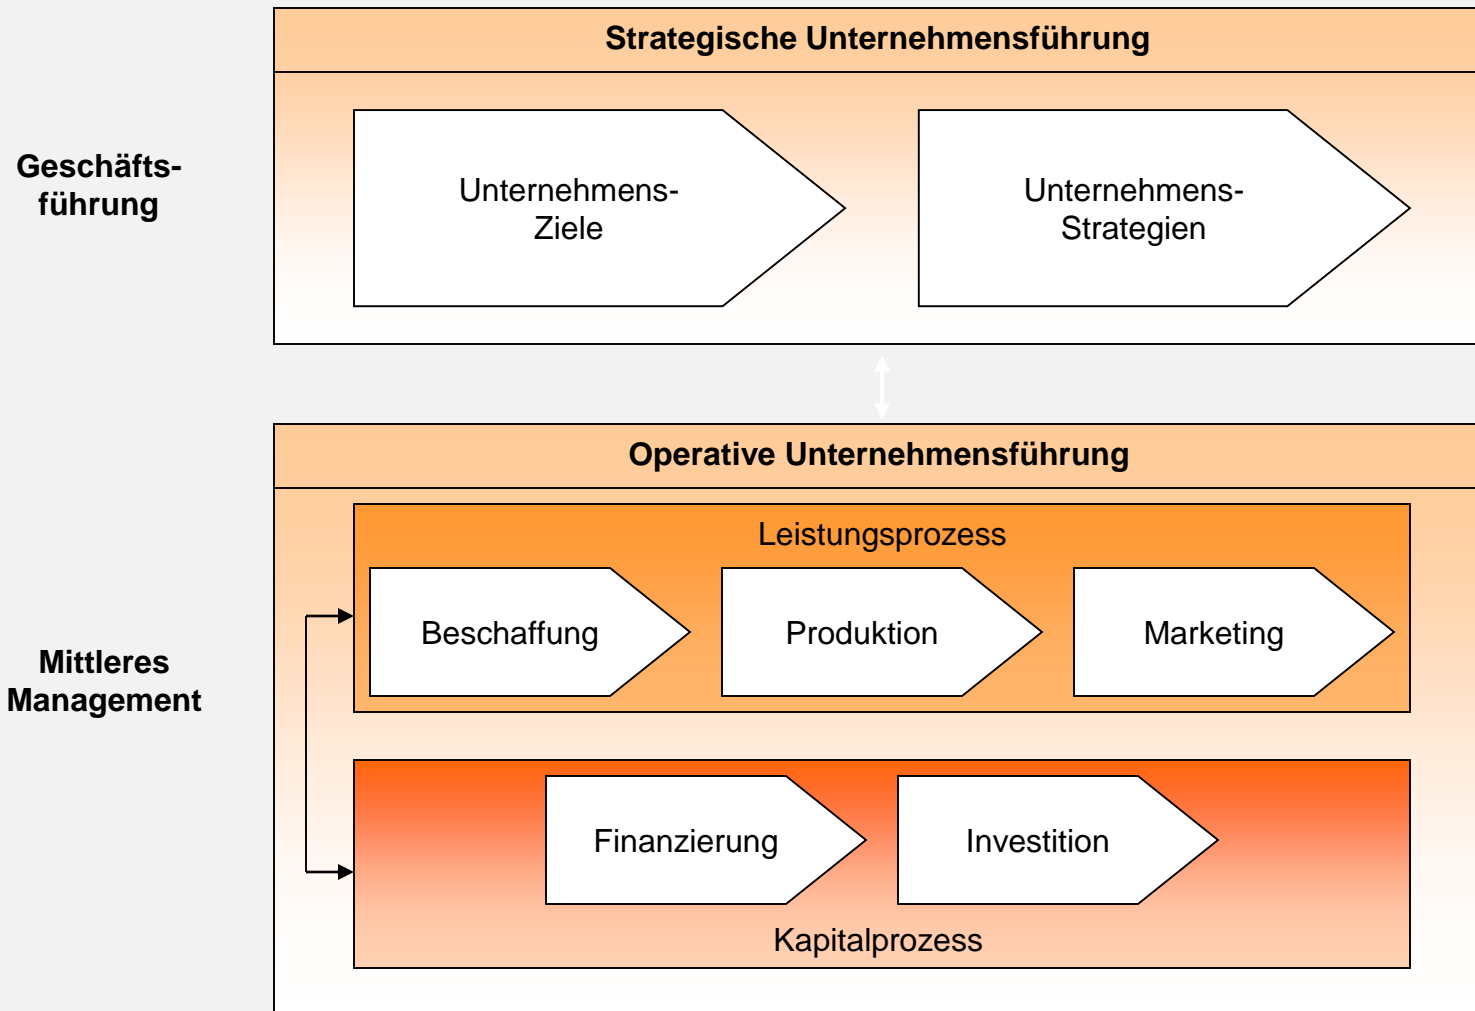 Strategische Unternehmensführung
Geschäfts-
führung
Unternehmens-
Ziele
Unternehmens-
Strategien
Operative Unternehmensführung
Mittleres
Management
Leistungsprozess
Beschaffung
Produktion
Marketing
Finanzierung
Investition
Kapitalprozess